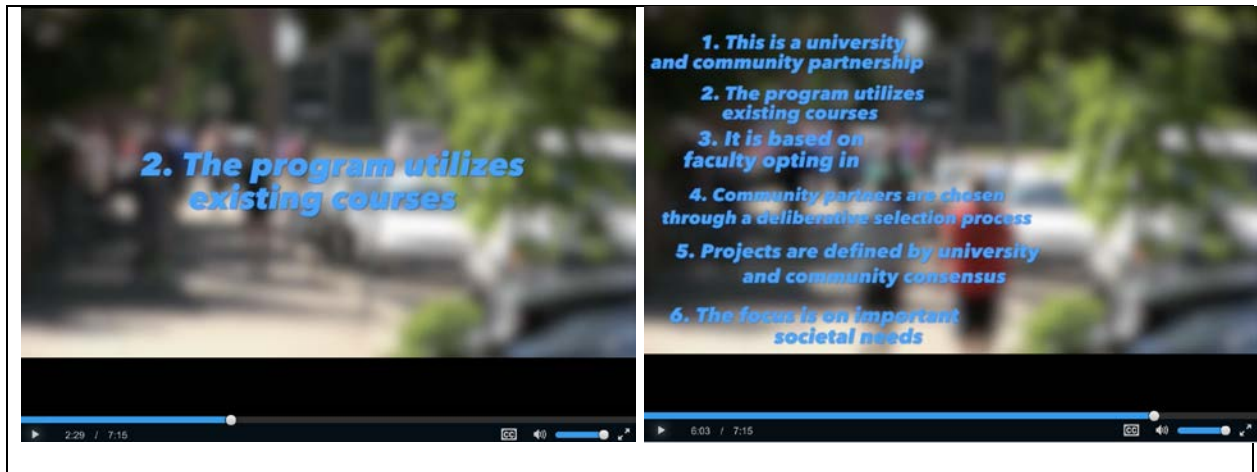 2. The program utilizes
existing courses
2:29 / 7:15
CC
1. This is a university
and community partnership
2. The program utilizes
existing courses
3. It is based on
faculty opting in
4. Community partners are chosen
through a deliberative selection process
5. Projects are defined by university
and community consensus
6. The focus is on important
societal needs
6:03 / 7:15
CC